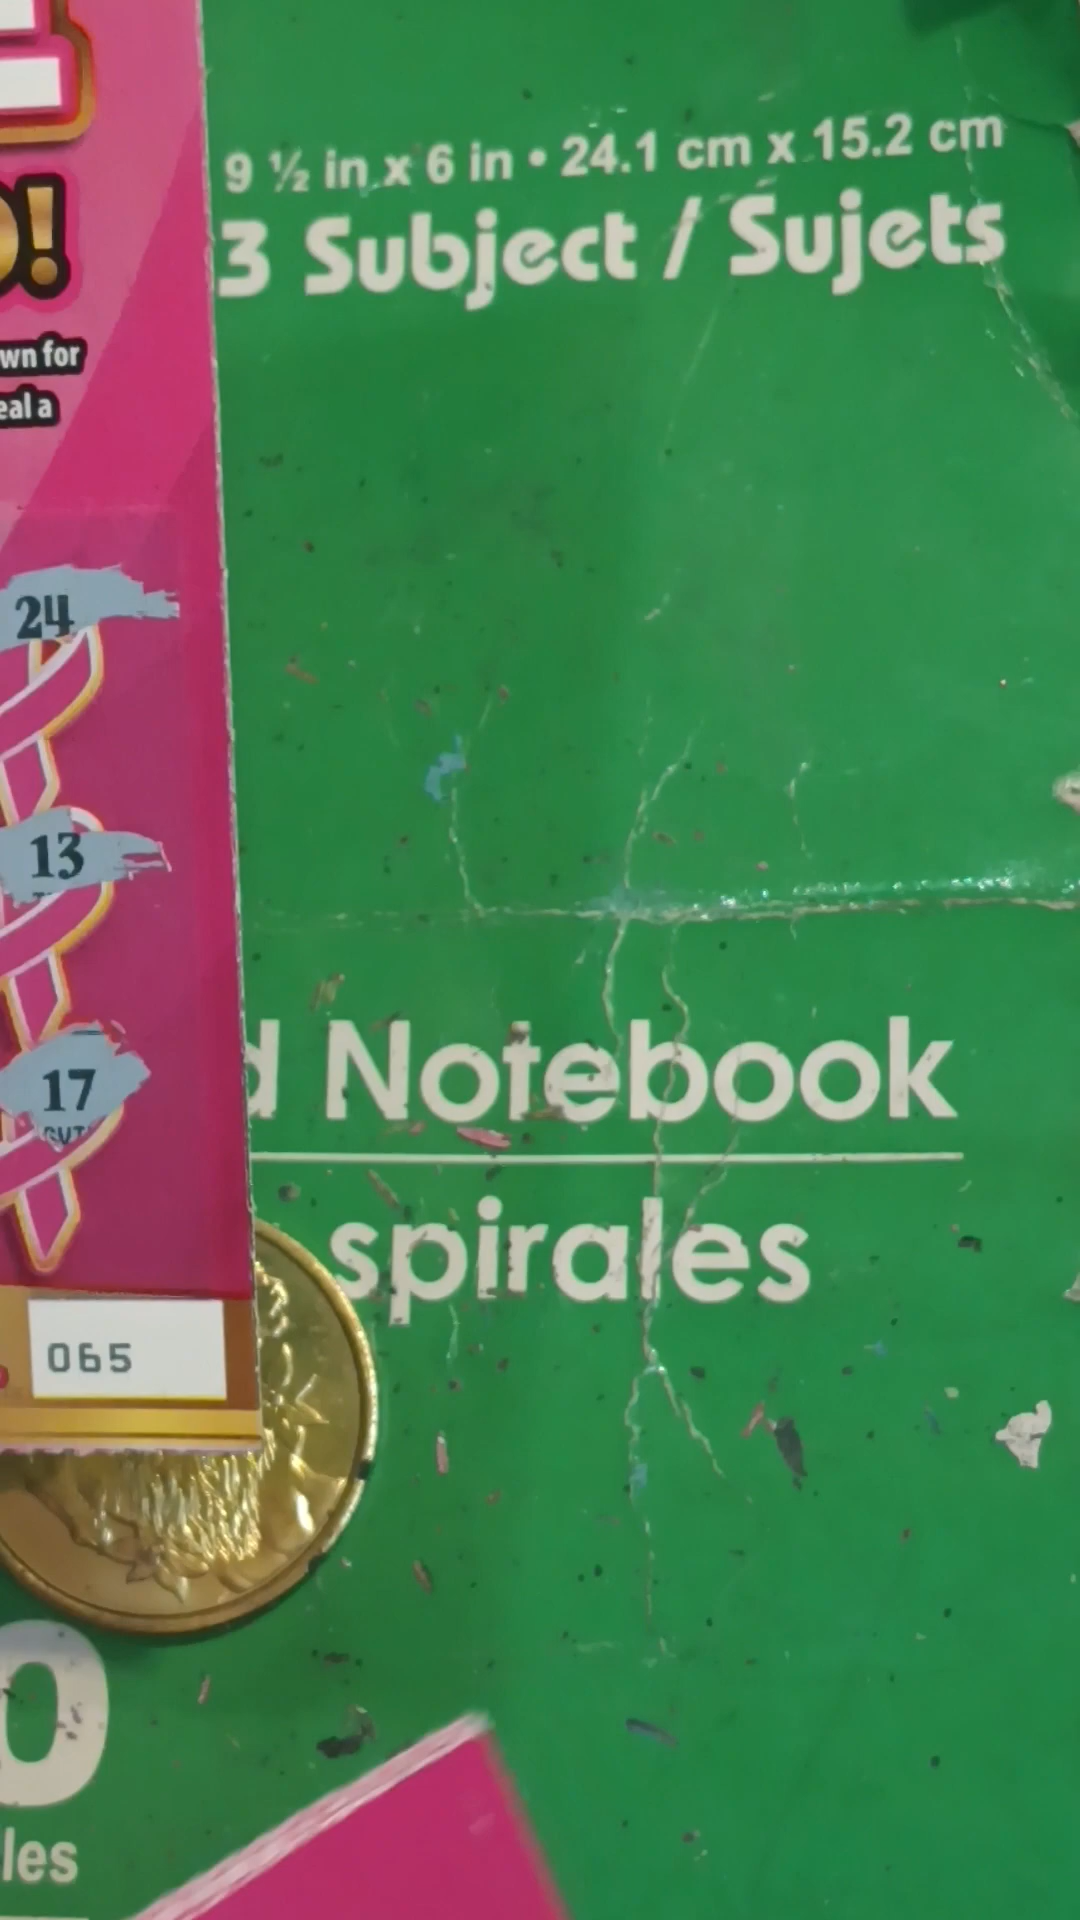 9 ½ in x 6 in • 24.1 cm x 15.2 cm
3 Subject / Sujets
!
wn for
eal a
24
13
17
d Notebook
spirales
065
0
les